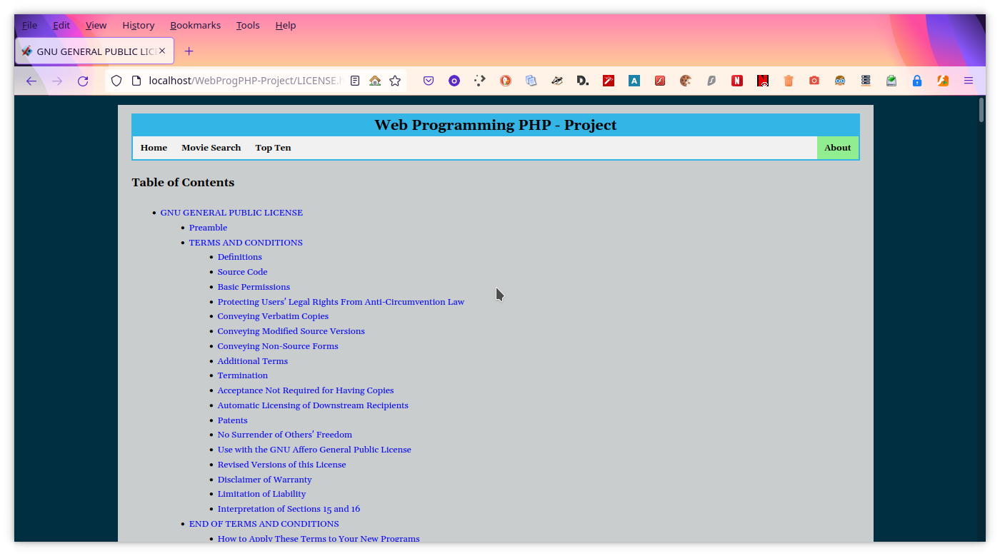 File Edit View History Bookmarks Tools Help
GNU GENERAL PUBLIC LICE
localhost/WebProgPHP-Project/LICENSE.h
Web Programming PHP - Project
Home Movie Search Top Ten About
Table of Contents
GNU GENERAL PUBLIC LICENSE
Preamble
TERMS AND CONDITIONS
Definitions
Source Code
Basic Permissions
Protecting Users' Legal Rights From Anti-Circumvention Law
Conveying Verbatim Copies
Conveying Modified Source Versions
Conveying Non-Source Forms
Additional Terms
Termination
Acceptance Not Required for Having Copies
Automatic Licensing of Downstream Recipients
Patents
No Surrender of Others' Freedom
Use with the GNU Affero General Public License
Revised Versions of this License
Disclaimer of Warranty
Limitation of Liability
Interpretation of Sections 15 and 16
END OF TERMS AND CONDITIONS
How to Apply These Terms to Your New Programs